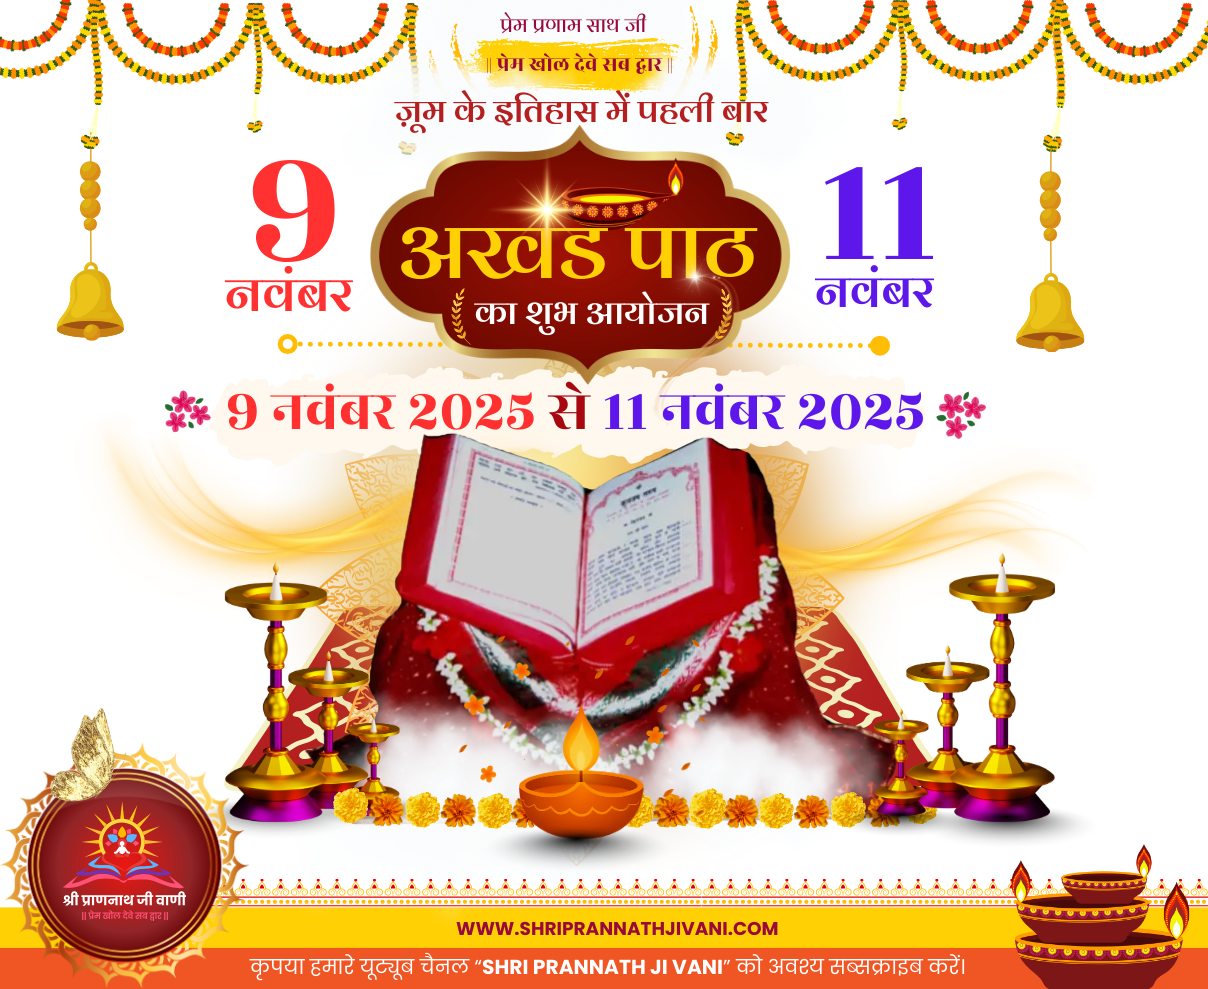 प्रेम प्रणाम साथ जी
|| प्रेम खोल देवे सब द्वार ||
ज़ूम के इतिहास में पहली बार
9
नवंबर
अखंड पाठ
का शुभ आयोजन
11
नवंबर
9 नवंबर 2025 से 11 नवंबर 2025
श्री प्राणनाथ जी वाणी
|| प्रेम खोल देवे सब द्वार ||
WWW.SHRIPRANNATHJIVANI.COM
कृपया हमारे यूट्यूब चैनल “SHRI PRANNATH JI VANI” को अवश्य सब्सक्राइब करें।